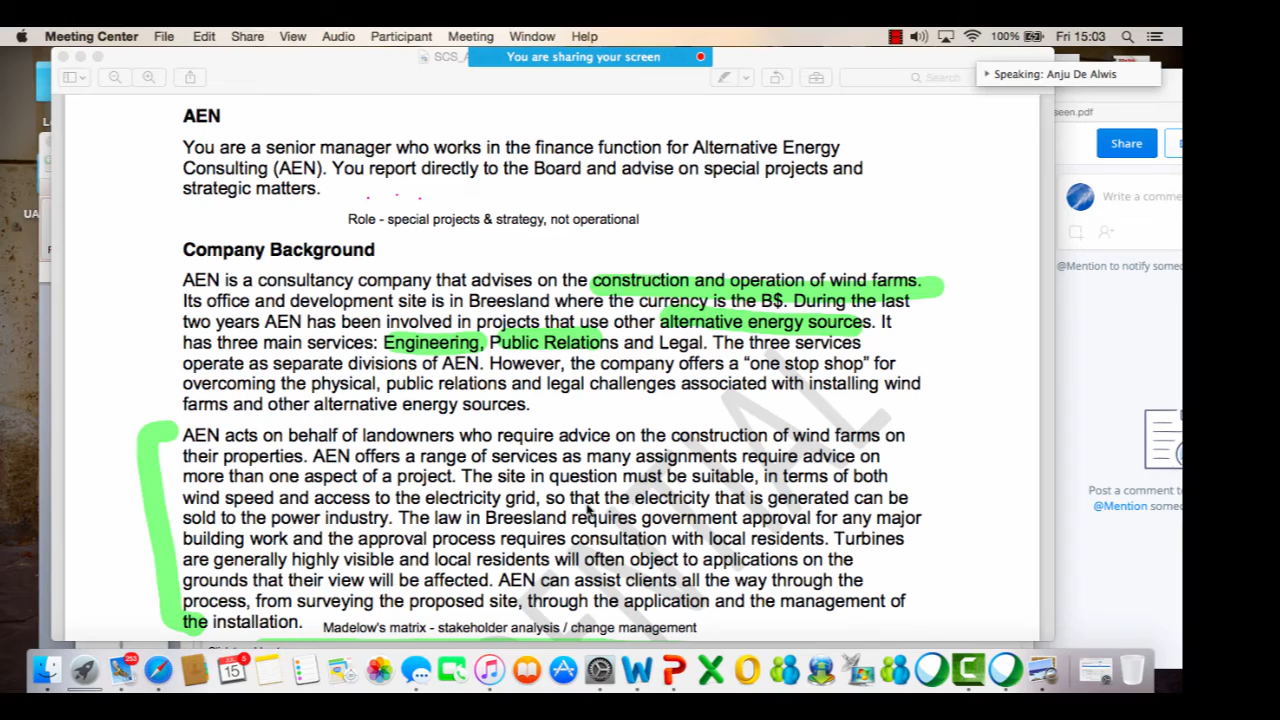 Meeting Center File Edit Share View Audio Participant Meeting Window Help 100% Fri 15:03
SCS_A
You are sharing your screen
Search
Speaking: Anju De Alwis
AEN
You are a senior manager who works in the finance function for Alternative Energy
Consulting (AEN). You report directly to the Board and advise on special projects and
strategic matters.
Role - special projects & strategy, not operational
Company Background
AEN is a consultancy company that advises on the construction and operation of wind farms.
Its office and development site is in Breesland where the currency is the B$. During the last
two years AEN has been involved in projects that use other alternative energy sources. It
has three main services: Engineering, Public Relations and Legal. The three services
operate as separate divisions of AEN. However, the company offers a “one stop shop” for
overcoming the physical, public relations and legal challenges associated with installing wind
farms and other alternative energy sources.
AEN acts on behalf of landowners who require advice on the construction of wind farms on
their properties. AEN offers a range of services as many assignments require advice on
more than one aspect of a project. The site in question must be suitable, in terms of both
wind speed and access to the electricity grid, so that the electricity that is generated can be
sold to the power industry. The law in Breesland requires government approval for any major
building work and the approval process requires consultation with local residents. Turbines
are generally highly visible and local residents will often object to applications on the
grounds that their view will be affected. AEN can assist clients all the way through the
process, from surveying the proposed site, through the application and the management of
the installation.
Madelow's matrix - stakeholder analysis / change management
seen.pdf
Share
Write a comme
@Mention to notify someo
Post a comment to
@Mention someo
UA
253
JUL
15
5